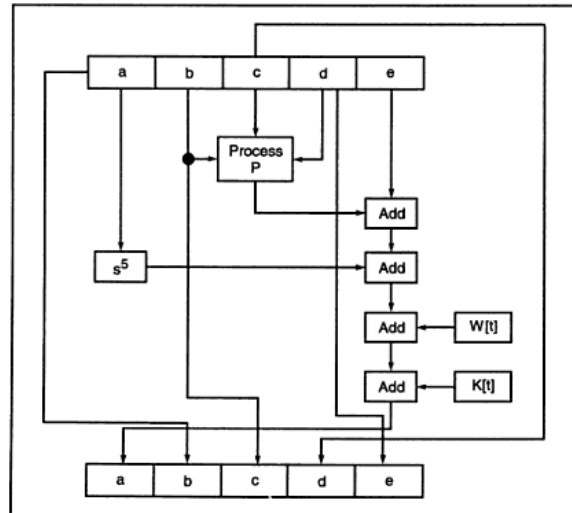 a b c d e
Process
P
Add
s⁵
Add
Add
W[t]
Add
K[t]
a b c d e